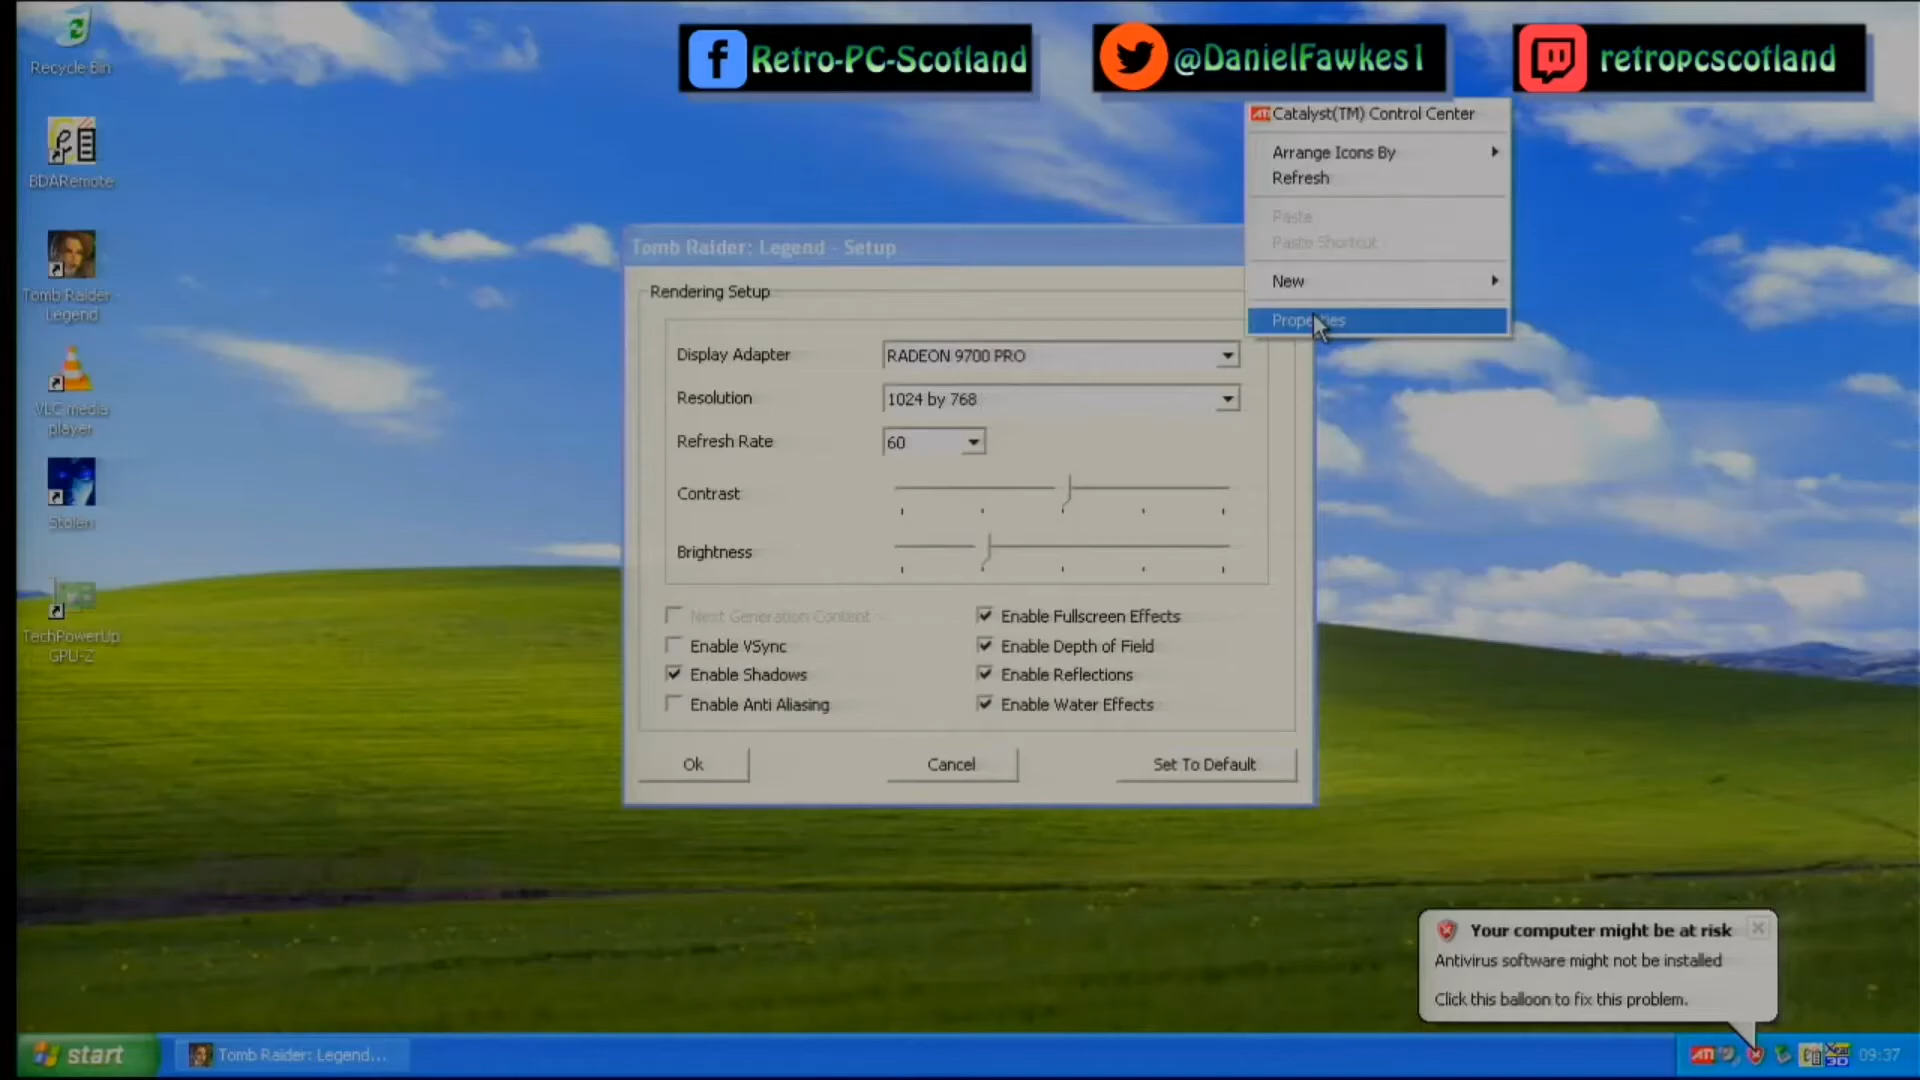 Recycle Bin
BDARemote
Tomb Raider
Legend
VLC media
player
Stolen
TechPowerUp
GPU-Z
Retro-PC-Scotland
@DanielFawkes1
retropcscotland
ATI Catalyst(TM) Control Center
Arrange Icons By
Refresh
Paste
Paste Shortcut
New
Properties
Tomb Raider: Legend - Setup
Rendering Setup
Display Adapter RADEON 9700 PRO
Resolution 1024 by 768
Refresh Rate 60
Contrast
Brightness
Next Generation Content
Enable Fullscreen Effects
Enable VSync
Enable Depth of Field
Enable Shadows
Enable Reflections
Enable Anti Aliasing
Enable Water Effects
Ok Cancel Set To Default
Your computer might be at risk
Antivirus software might not be installed
Click this balloon to fix this problem.
start Tomb Raider: Legend... ATI 3D 09:37